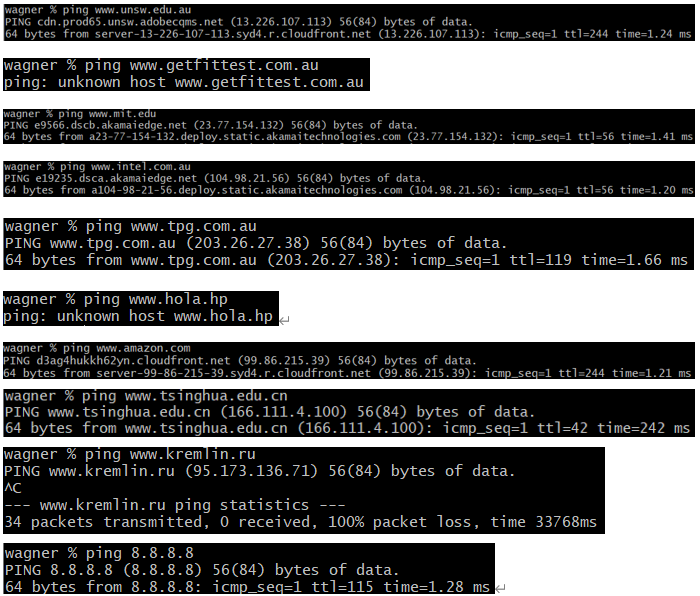 wagner % ping www.unsw.edu.au
PING cdn.prod65.unsw.adobecqms.net (13.226.107.113) 56(84) bytes of data.
64 bytes from server-13-226-107-113.syd4.r.cloudfront.net (13.226.107.113): icmp_seq=1 ttl=244 time=1.24 ms
wagner % ping www.getfittest.com.au
ping: unknown host www.getfittest.com.au
wagner % ping www.mit.edu
PING e9566.dscb.akamaiedge.net (23.77.154.132) 56(84) bytes of data.
64 bytes from a23-77-154-132.deploy.static.akamaitechnologies.com (23.77.154.132): icmp_seq=1 ttl=56 time=1.41 ms
wagner % ping www.intel.com.au
PING e19235.dsca.akamaiedge.net (104.98.21.56) 56(84) bytes of data.
64 bytes from a104-98-21-56.deploy.static.akamaitechnologies.com (104.98.21.56): icmp_seq=1 ttl=56 time=1.20 ms
wagner % ping www.tpg.com.au
PING www.tpg.com.au (203.26.27.38) 56(84) bytes of data.
64 bytes from www.tpg.com.au (203.26.27.38): icmp_seq=1 ttl=119 time=1.66 ms
wagner % ping www.hola.hp
ping: unknown host www.hola.hp
wagner % ping www.amazon.com
PING d3ag4hukkh62yn.cloudfront.net (99.86.215.39) 56(84) bytes of data.
64 bytes from server-99-86-215-39.syd4.r.cloudfront.net (99.86.215.39): icmp_seq=1 ttl=244 time=1.21 ms
wagner % ping www.tsinghua.edu.cn
PING www.tsinghua.edu.cn (166.111.4.100) 56(84) bytes of data.
64 bytes from www.tsinghua.edu.cn (166.111.4.100): icmp_seq=1 ttl=42 time=242 ms
wagner % ping www.kremlin.ru
PING www.kremlin.ru (95.173.136.71) 56(84) bytes of data.
^C
--- www.kremlin.ru ping statistics ---
34 packets transmitted, 0 received, 100% packet loss, time 33768ms
wagner % ping 8.8.8.8
PING 8.8.8.8 (8.8.8.8) 56(84) bytes of data.
64 bytes from 8.8.8.8: icmp_seq=1 ttl=115 time=1.28 ms